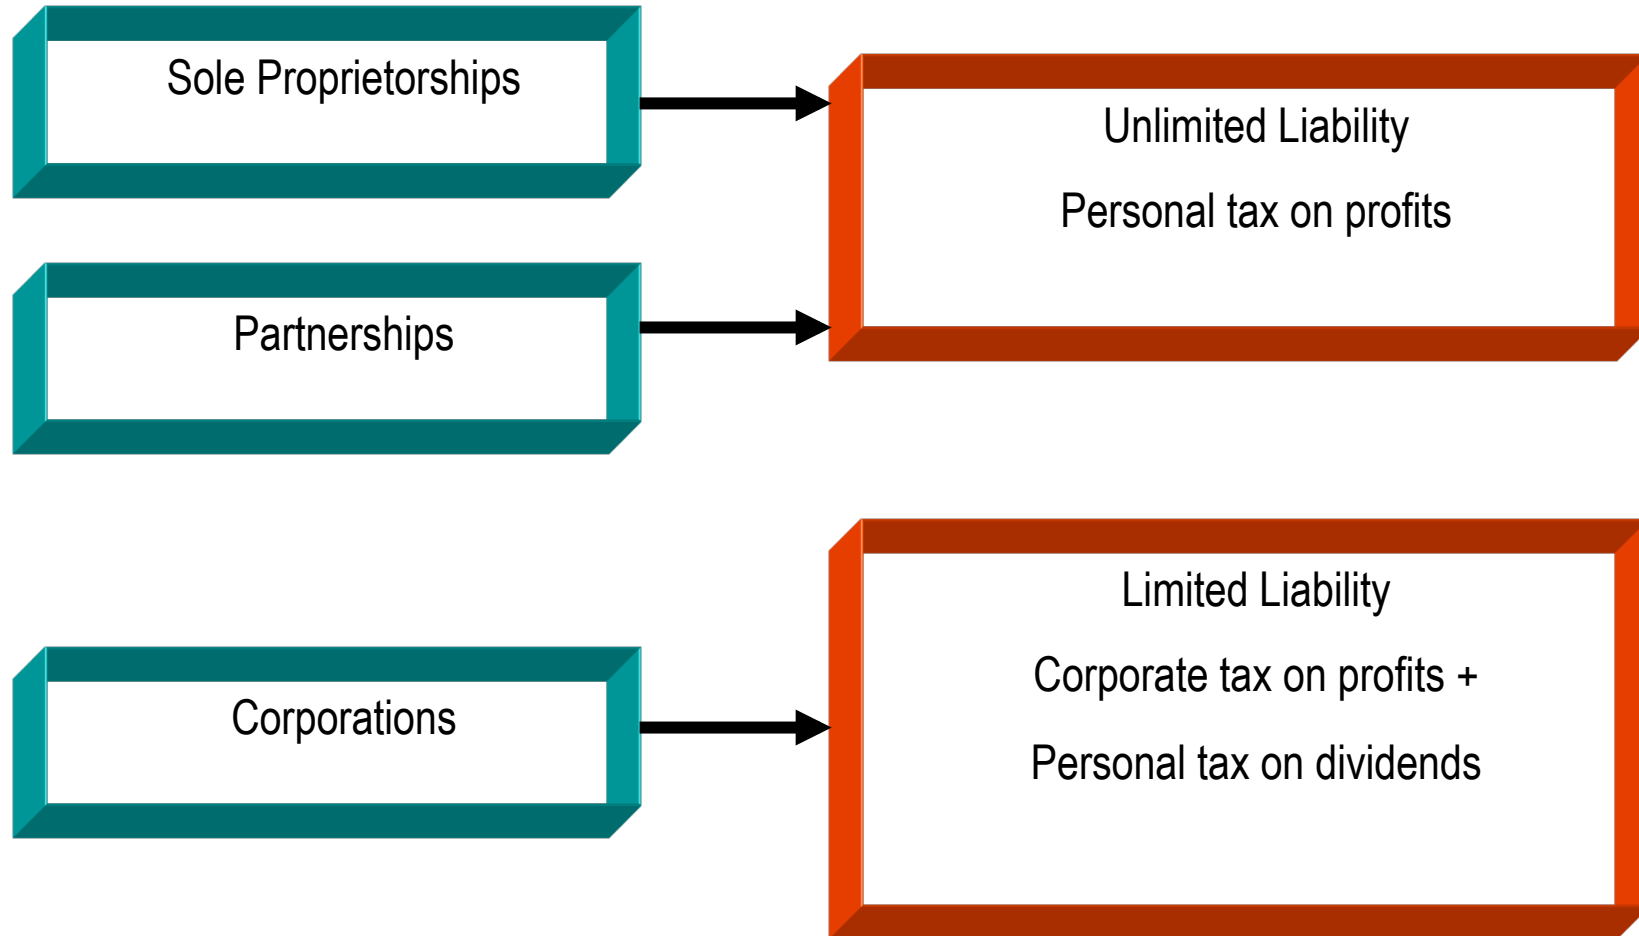 Sole Proprietorships
Unlimited Liability
Personal tax on profits
Partnerships
Limited Liability
Corporate tax on profits +
Personal tax on dividends
Corporations